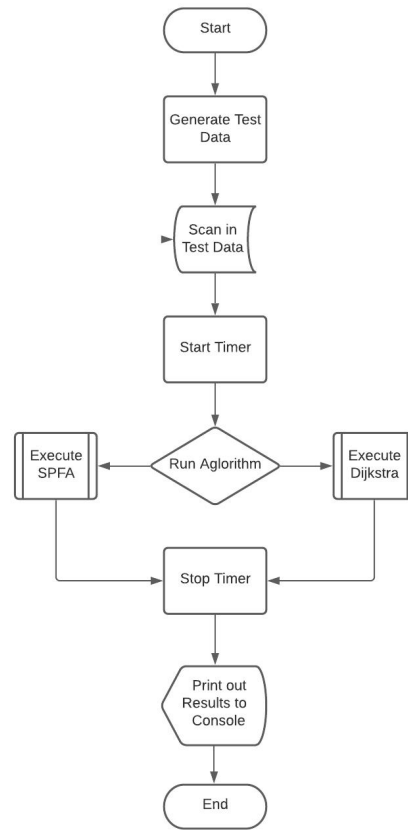 Start
Generate Test
Data
Scan in
Test Data
Start Timer
Execute
SPFA
Run Aglorithm
Execute
Dijkstra
Stop Timer
Print out
Results to
Console
End